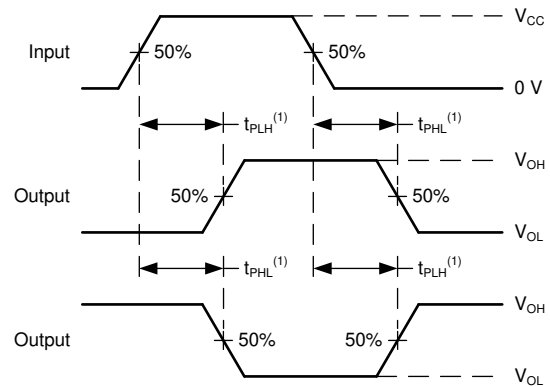 V_CC
Input 50% 50%
0 V
t_PLH^(1) t_PHL^(1)
V_OH
Output 50% 50%
V_OL
t_PHL^(1) t_PLH^(1)
V_OH
Output 50% 50%
V_OL